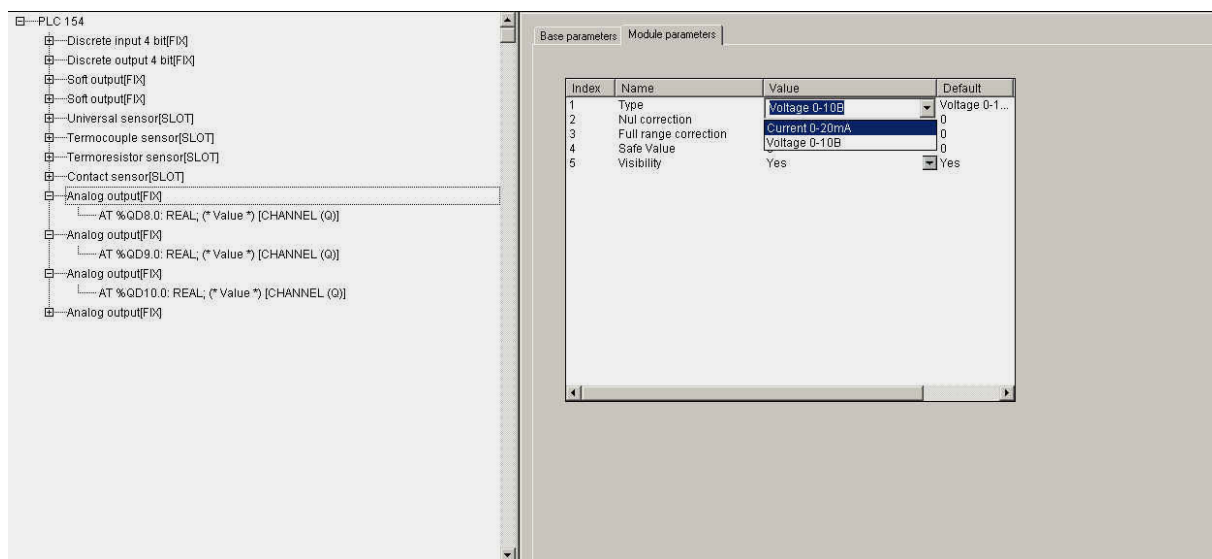 PLC 154
Discrete input 4 bit[FIX]
Discrete output 4 bit[FIX]
Soft output[FIX]
Soft output[FIX]
Universal sensor[SLOT]
Termocouple sensor[SLOT]
Termoresistor sensor[SLOT]
Contact sensor[SLOT]
Analog output[FIX]
AT %QD8.0: REAL; (* Value *) [CHANNEL (Q)]
Analog output[FIX]
AT %QD9.0: REAL; (* Value *) [CHANNEL (Q)]
Analog output[FIX]
AT %QD10.0: REAL; (* Value *) [CHANNEL (Q)]
Analog output[FIX]
Base parameters Module parameters
Index Name Value Default
1 Type Voltage 0-10В Voltage 0-1...
2 Nul correction Current 0-20mA 0
3 Full range correction Voltage 0-10В 0
4 Safe Value 0
5 Visibility Yes Yes